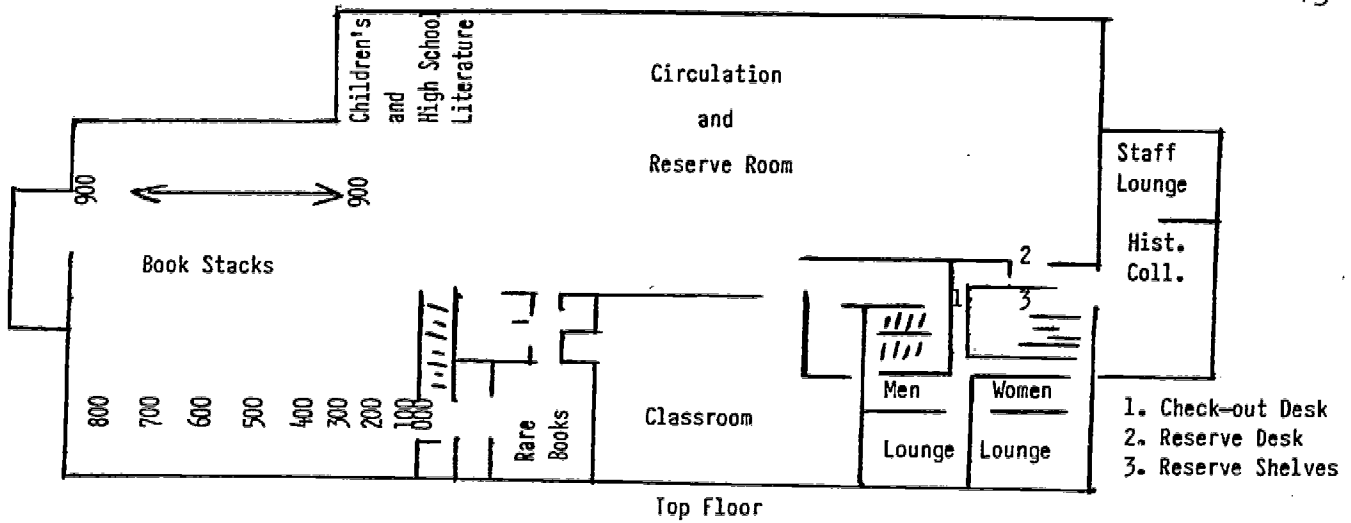 Children's
and
High School
Literature
Circulation
and
Reserve Room
Staff
Lounge
900
900
Hist.
Coll.
Book Stacks
2
1
3
800
700
600
500
400
300
200
100
000
Rare
Books
Classroom
Men
Women
Lounge
Lounge
1. Check-out Desk
2. Reserve Desk
3. Reserve Shelves
Top Floor